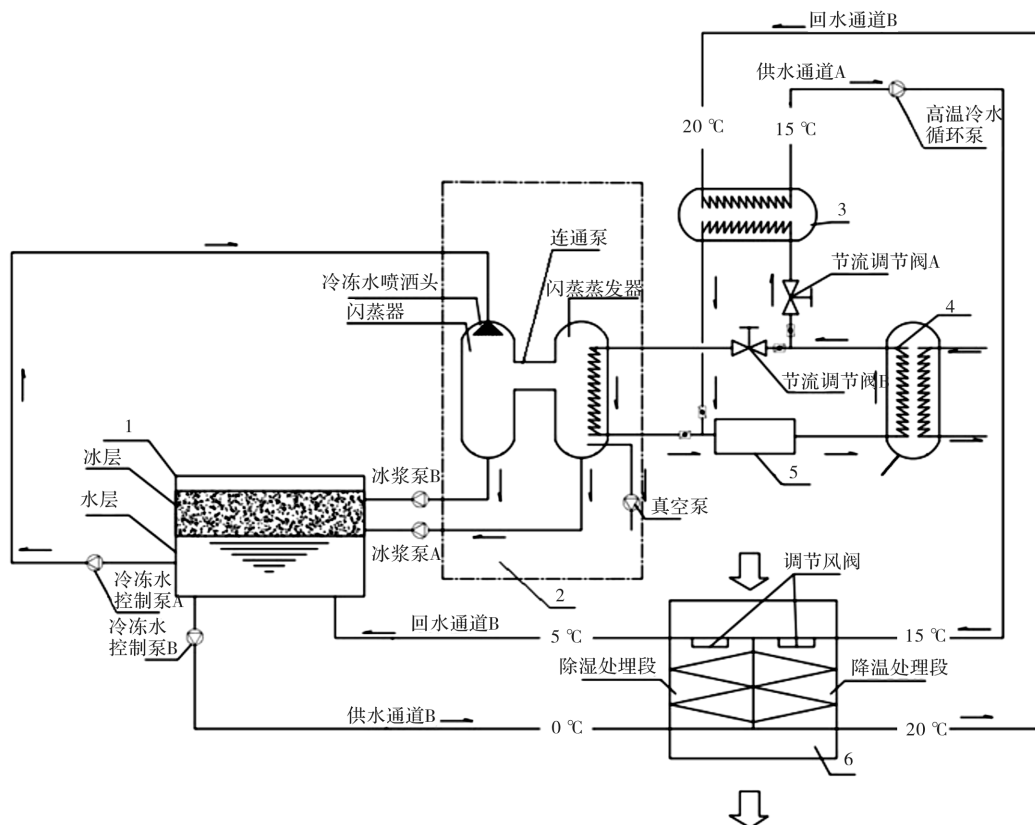 回水通道B
供水通道A
20 ℃
15 ℃
高温冷水
循环泵
3
连通泵
节流调节阀A
冷冻水喷洒头
闪蒸蒸发器
闪蒸器
4
节流调节阀B
1
冰层
冰浆泵B
5
水层
真空泵
冰浆泵A
调节风阀
冷冻水
控制泵A
2
冷冻水
控制泵B
回水通道B
5 ℃
15 ℃
除湿处理段
降温处理段
供水通道B
0 ℃
20 ℃
6